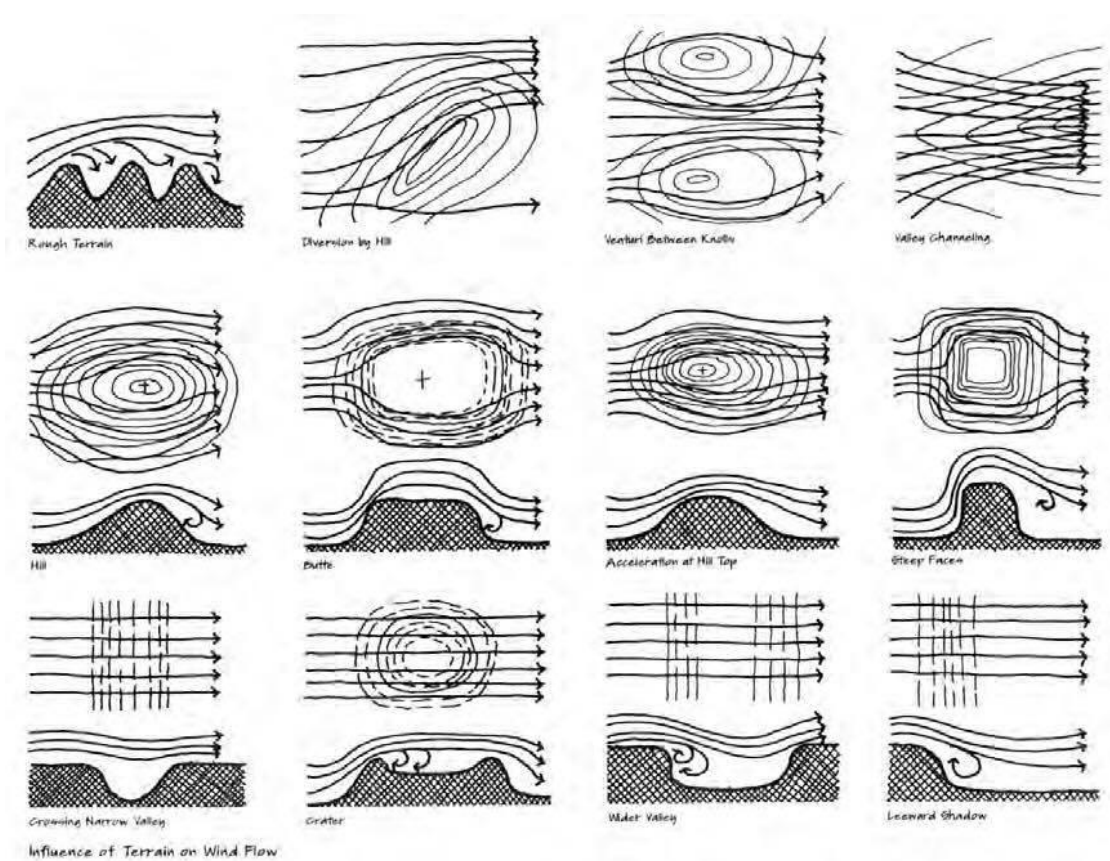 Rough Terrain
Diversion by Hill
Venturi Between Knolls
Valley Channeling
Hill
Butte
Acceleration at Hill Top
Steep Faces
Crossing Narrow Valley
Crater
Wider Valley
Leeward Shadow
Influence of Terrain on Wind Flow